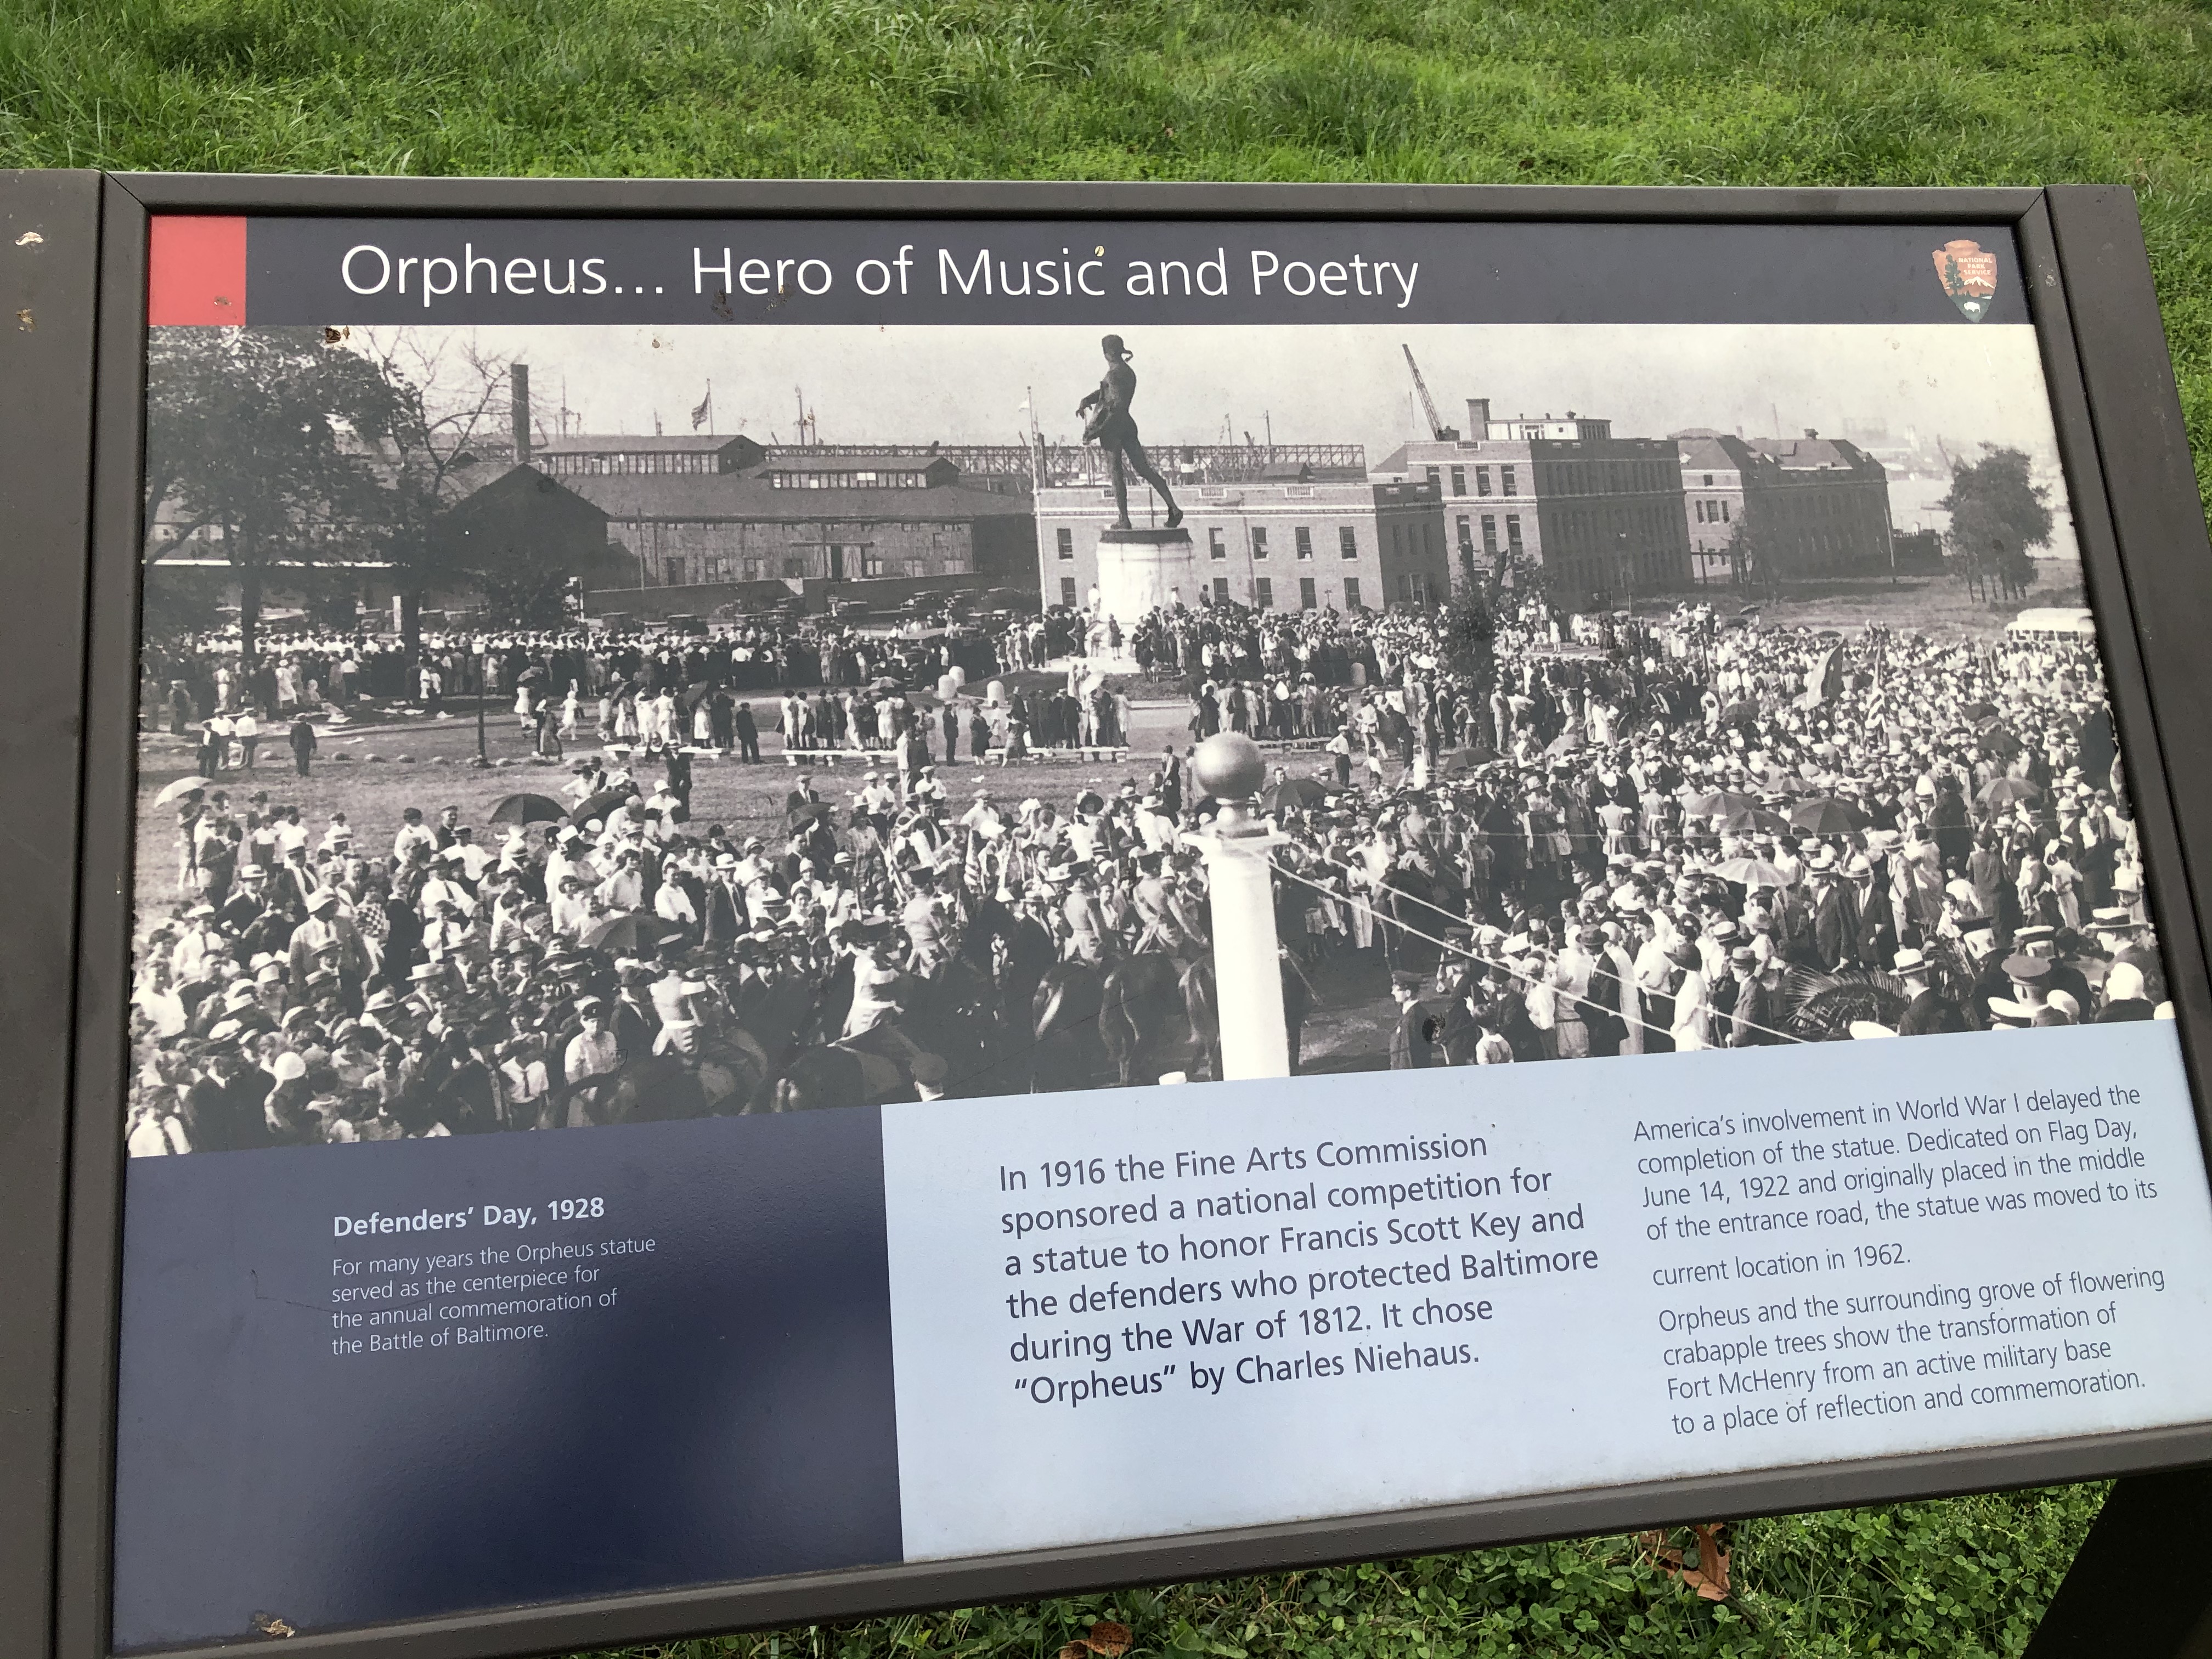 Orpheus... Hero of Music and Poetry
NATIONAL
PARK
SERVICE
Defenders' Day, 1928
For many years the Orpheus statue
served as the centerpiece for
the annual commemoration of
the Battle of Baltimore.
In 1916 the Fine Arts Commission
sponsored a national competition for
a statue to honor Francis Scott Key and
the defenders who protected Baltimore
during the War of 1812. It chose
"Orpheus" by Charles Niehaus.
America's involvement in World War I delayed the
completion of the statue. Dedicated on Flag Day,
June 14, 1922 and originally placed in the middle
of the entrance road, the statue was moved to its
current location in 1962.
Orpheus and the surrounding grove of flowering
crabapple trees show the transformation of
Fort McHenry from an active military base
to a place of reflection and commemoration.